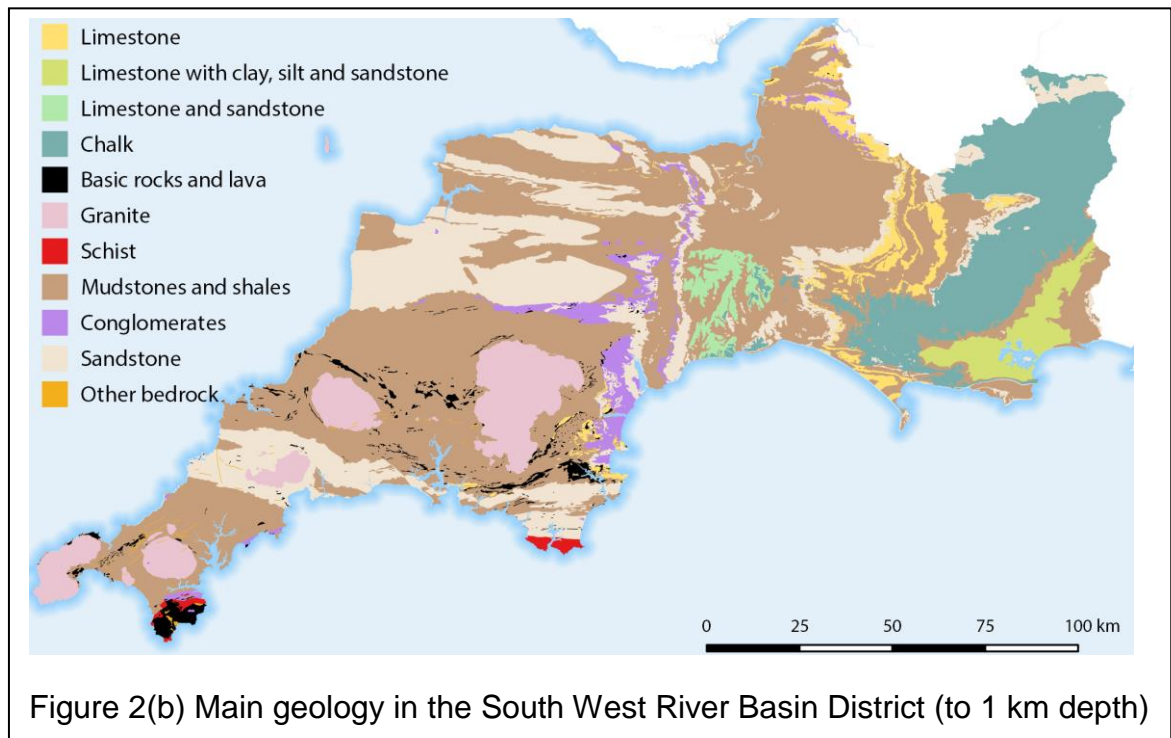 Limestone
Limestone with clay, silt and sandstone
Limestone and sandstone
Chalk
Basic rocks and lava
Granite
Schist
Mudstones and shales
Conglomerates
Sandstone
Other bedrock
0 25 50 75 100 km
Figure 2(b) Main geology in the South West River Basin District (to 1 km depth)